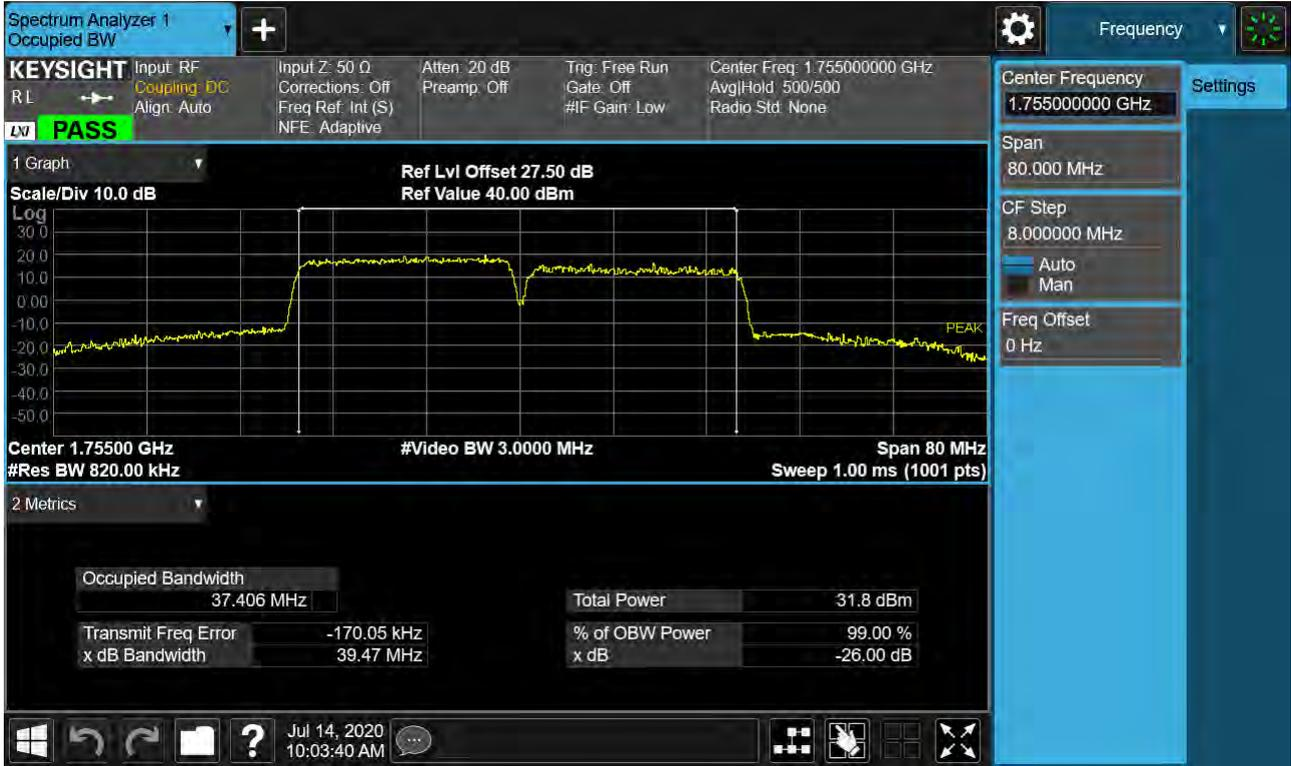 Spectrum Analyzer 1
Occupied BW
Frequency
KEYSIGHT
RL
LXI
PASS
Input: RF
Coupling: DC
Align: Auto
Input Z: 50 Ω
Corrections: Off
Freq Ref: Int (S)
NFE: Adaptive
Atten: 20 dB
Preamp: Off
Trig: Free Run
Gate: Off
#IF Gain: Low
Center Freq: 1.755000000 GHz
Avg|Hold: 500/500
Radio Std: None
Center Frequency
1.755000000 GHz
Settings
Span
80.000 MHz
CF Step
8.000000 MHz
Auto
Man
Freq Offset
0 Hz
1 Graph
Scale/Div 10.0 dB
Ref Lvl Offset 27.50 dB
Ref Value 40.00 dBm
Log
30.0
20.0
10.0
0.00
-10.0
-20.0
-30.0
-40.0
-50.0
PEAK
Center 1.75500 GHz
#Video BW 3.0000 MHz
Span 80 MHz
#Res BW 820.00 kHz
Sweep 1.00 ms (1001 pts)
2 Metrics
Occupied Bandwidth
37.406 MHz
Total Power 31.8 dBm
Transmit Freq Error -170.05 kHz
% of OBW Power 99.00 %
x dB Bandwidth 39.47 MHz
x dB -26.00 dB
?
Jul 14, 2020
10:03:40 AM